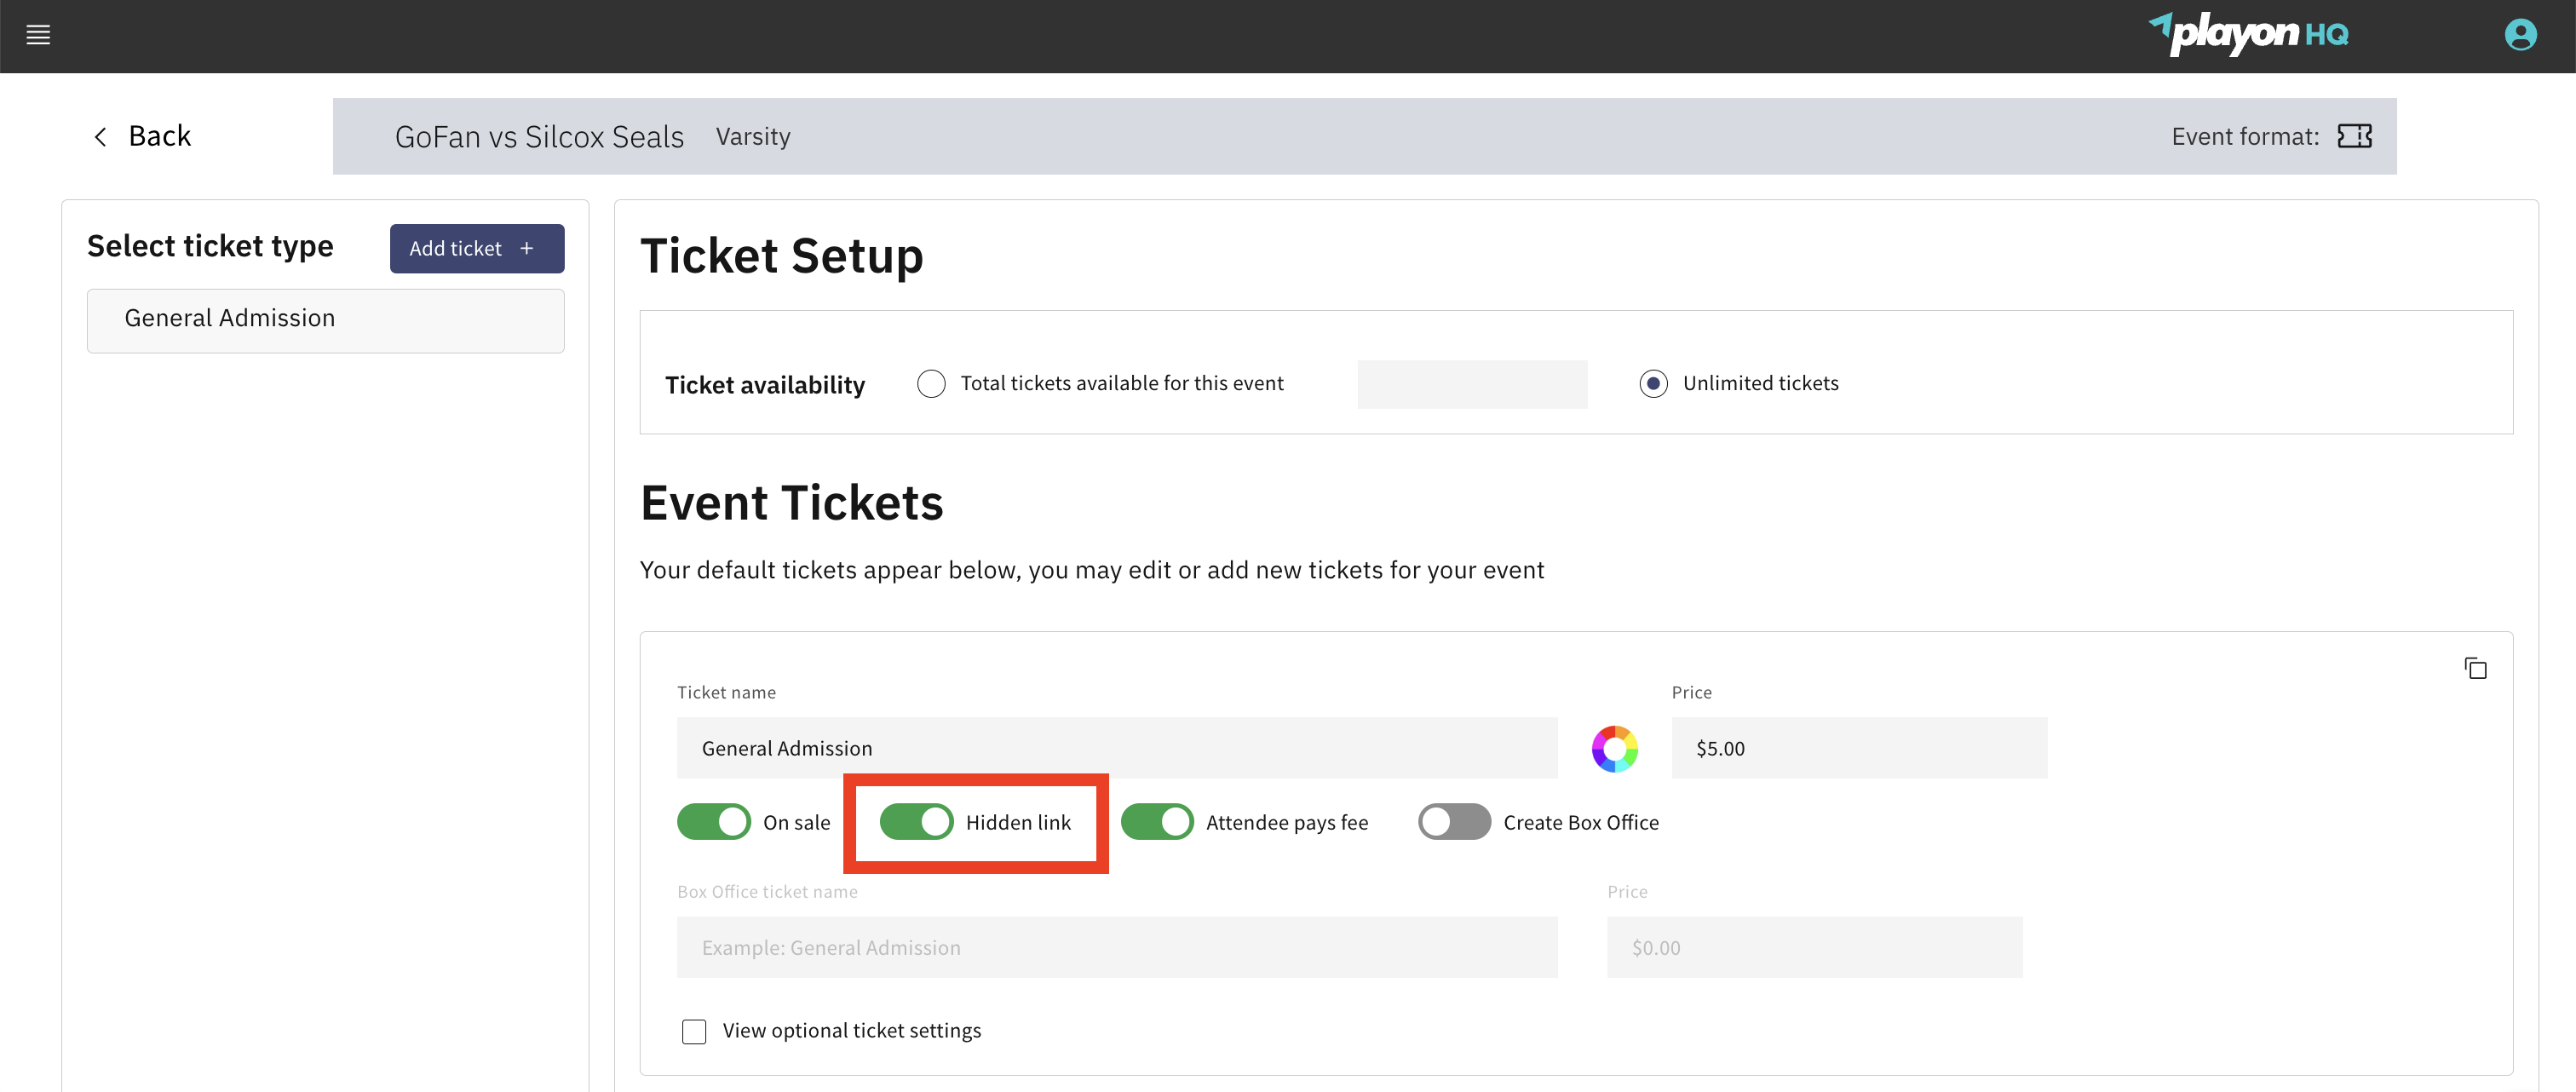 playon HQ
Back
GoFan vs Silcox Seals Varsity
Event format:
Select ticket type
Add ticket +
General Admission
Ticket Setup
Ticket availability
Total tickets available for this event
Unlimited tickets
Event Tickets
Your default tickets appear below, you may edit or add new tickets for your event
Ticket name
Price
General Admission
$5.00
On sale
Hidden link
Attendee pays fee
Create Box Office
Box Office ticket name
Price
Example: General Admission
$0.00
View optional ticket settings